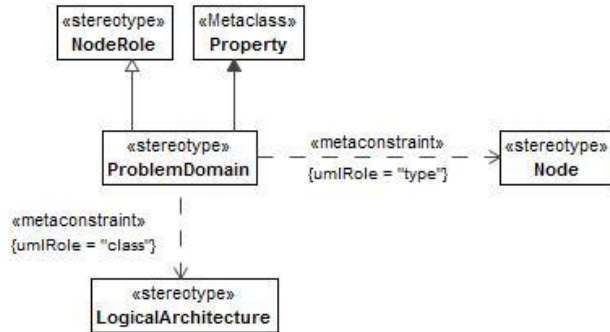 «stereotype»
NodeRole
«Metaclass»
Property
«stereotype»
ProblemDomain
«metaconstraint»
{umlRole = "type"}
«stereotype»
Node
«metaconstraint»
{umlRole = "class"}
«stereotype»
LogicalArchitecture